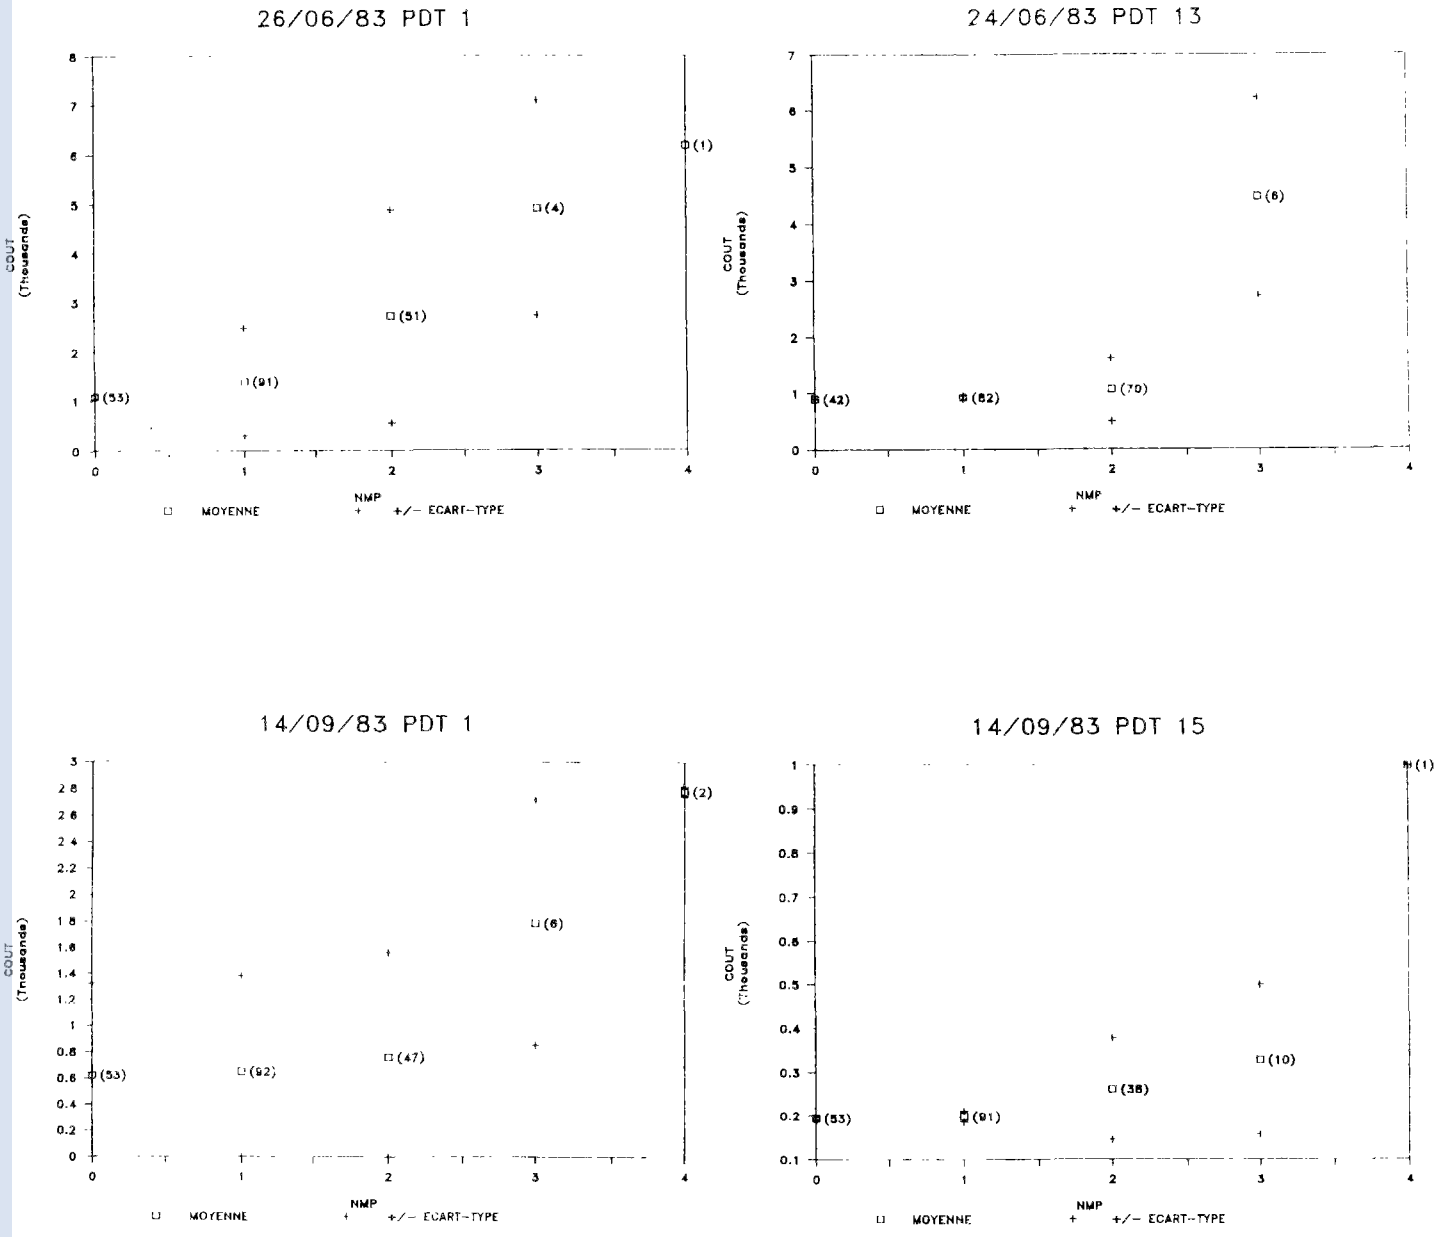 26/06/83 PDT 1
8
7
6
5
4
3
2
1
0
COUT
(Thousands)
(53)
(91)
(51)
(4)
(1)
0 1 2 3 4
NMP
MOYENNE +/- ECART-TYPE
24/06/83 PDT 13
7
6
5
4
3
2
1
0
COUT
(Thousands)
(42)
(82)
(70)
(6)
0 1 2 3 4
NMP
MOYENNE +/- ECART-TYPE
14/09/83 PDT 1
3
2.8
2.6
2.4
2.2
2
1.8
1.6
1.4
1.2
1
0.8
0.6
0.4
0.2
0
COUT
(Thousands)
(53)
(92)
(47)
(6)
(2)
0 1 2 3 4
NMP
MOYENNE +/- ECART-TYPE
14/09/83 PDT 15
1
0.9
0.8
0.7
0.6
0.5
0.4
0.3
0.2
0.1
COUT
(Thousands)
(53)
(91)
(38)
(10)
(1)
0 1 2 3 4
NMP
MOYENNE +/- ECART-TYPE